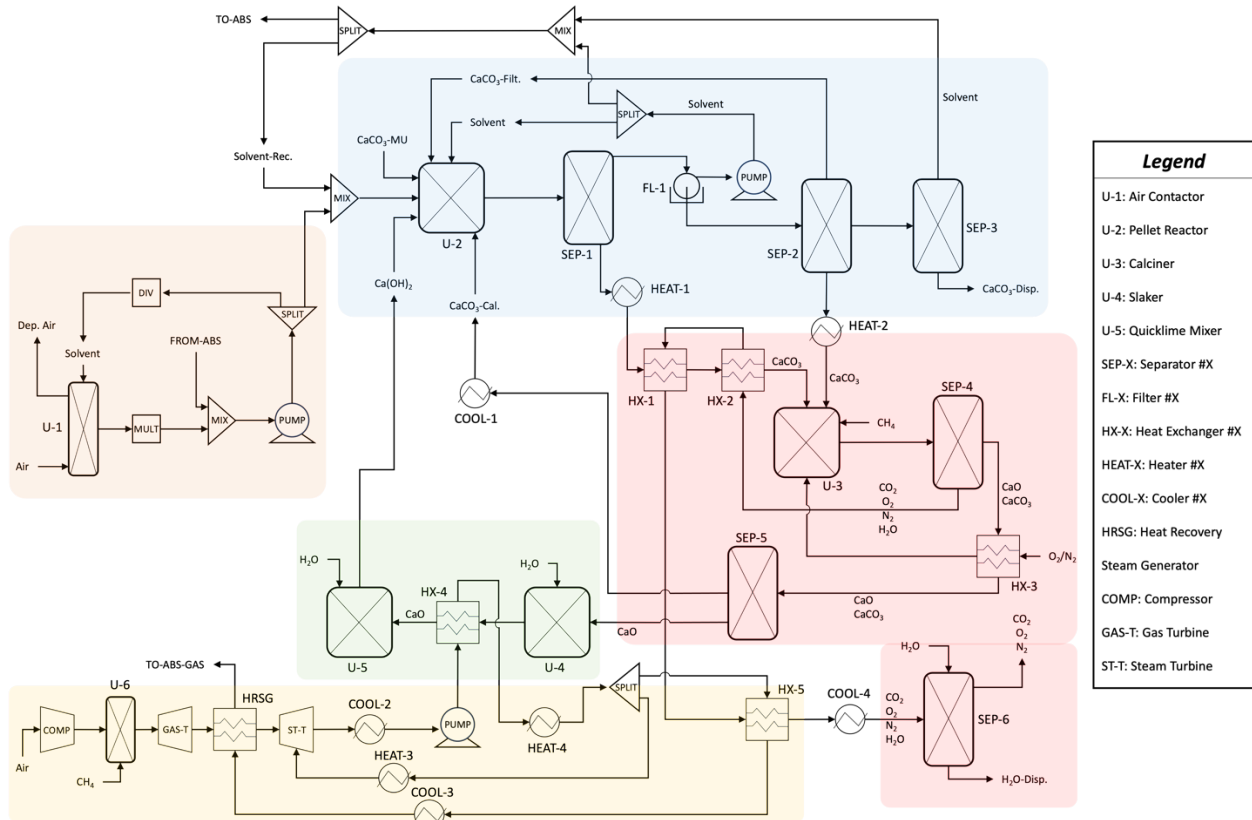 TO-ABS
SPLIT
MIX
CaCO₃-Filt.
Solvent
SPLIT
Solvent
Solvent
CaCO₃-MU
Solvent-Rec.
MIX
U-2
SEP-1
FL-1
PUMP
SEP-2
SEP-3
CaCO₃-Disp.
Ca(OH)₂
CaCO₃-Cal.
HEAT-1
HEAT-2
DIV
SPLIT
Dep. Air
Solvent
FROM-ABS
U-1
MULT
MIX
PUMP
Air
COOL-1
HX-1
HX-2
CaCO₃
CaCO₃
U-3
CH₄
SEP-4
CO₂
O₂
N₂
H₂O
CaO
CaCO₃
O₂/N₂
HX-3
SEP-5
CaO
CaCO₃
CaO
H₂O
U-5
CaO
HX-4
H₂O
U-4
TO-ABS-GAS
U-6
COMP
Air
CH₄
GAS-T
HRSG
ST-T
COOL-2
PUMP
HEAT-3
HEAT-4
SPLIT
HX-5
COOL-3
COOL-4
CO₂
O₂
N₂
H₂O
H₂O
CO₂
O₂
N₂
SEP-6
H₂O-Disp.
Legend
U-1: Air Contactor
U-2: Pellet Reactor
U-3: Calciner
U-4: Slaker
U-5: Quicklime Mixer
SEP-X: Separator #X
FL-X: Filter #X
HX-X: Heat Exchanger #X
HEAT-X: Heater #X
COOL-X: Cooler #X
HRSG: Heat Recovery
Steam Generator
COMP: Compressor
GAS-T: Gas Turbine
ST-T: Steam Turbine